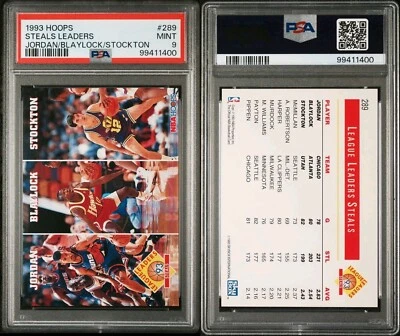 1993 HOOPS #289
STEALS LEADERS MINT
JORDAN/BLAYLOCK/STOCKTON 9
PSA 99411400
STOCKTON
12
BLAYLOCK
JORDAN
PSA
99411400
289
LEAGUE LEADERS STEALS
PLAYER TEAM G STL AVG
JORDAN CHICAGO 78 221 2.83
BLAYLOCK ATLANTA 80 203 2.54
STOCKTON UTAH 82 199 2.43
McMILLAN SEATTLE 73 173 2.37
A. ROBERTSON MIL.-DET. 69 155 2.25
HARPER LA CLIPPERS 80 177 2.21
MURDOCK MILWAUKEE 79 174 2.20
M. WILLIAMS MINNESOTA 76 165 2.17
PAYTON SEATTLE 82 177 2.16
PIPPEN CHICAGO 81 173 2.14